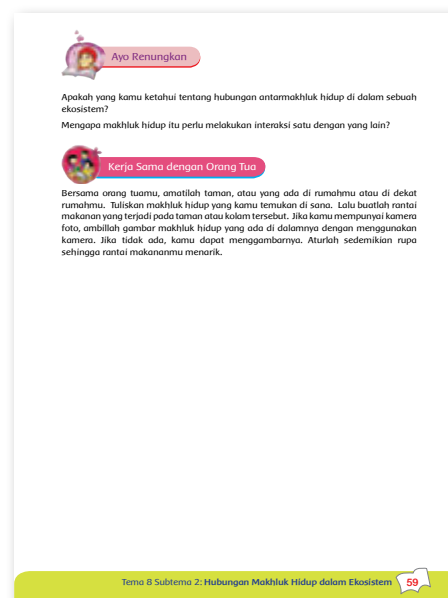 Ayo Renungkan
Apakah yang kamu ketahui tentang hubungan antarmakhluk hidup di dalam sebuah
ekosistem?
Mengapa makhluk hidup itu perlu melakukan interaksi satu dengan yang lain?
Kerja Sama dengan Orang Tua
Bersama orang tuamu, amatilah taman, atau yang ada di rumahmu atau di dekat
rumahmu. Tuliskan makhluk hidup yang kamu temukan di sana. Lalu buatlah rantai
makanan yang terjadi pada taman atau kolam tersebut. Jika kamu mempunyai kamera
foto, ambillah gambar makhluk hidup yang ada di dalamnya dengan menggunakan
kamera. Jika tidak ada, kamu dapat menggambarnya. Aturlah sedemikian rupa
sehingga rantai makananmu menarik.
Tema 8 Subtema 2: Hubungan Makhluk Hidup dalam Ekosistem 59